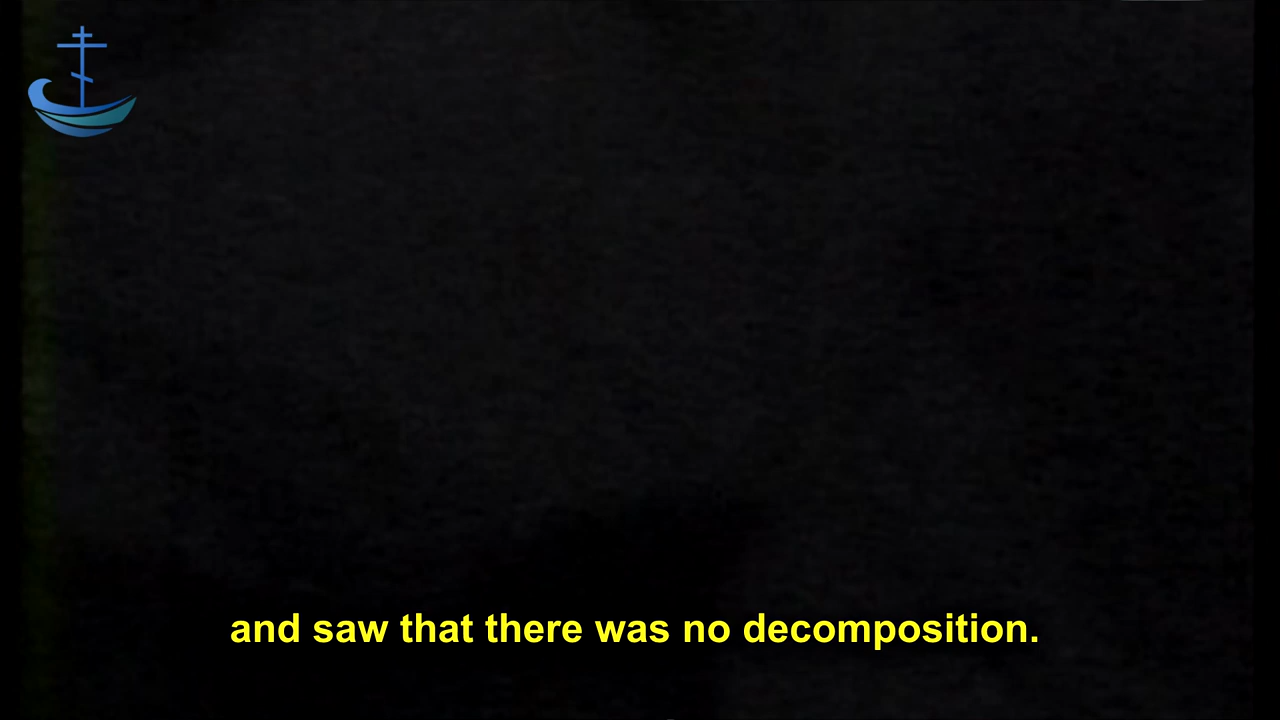 and saw that there was no decomposition.